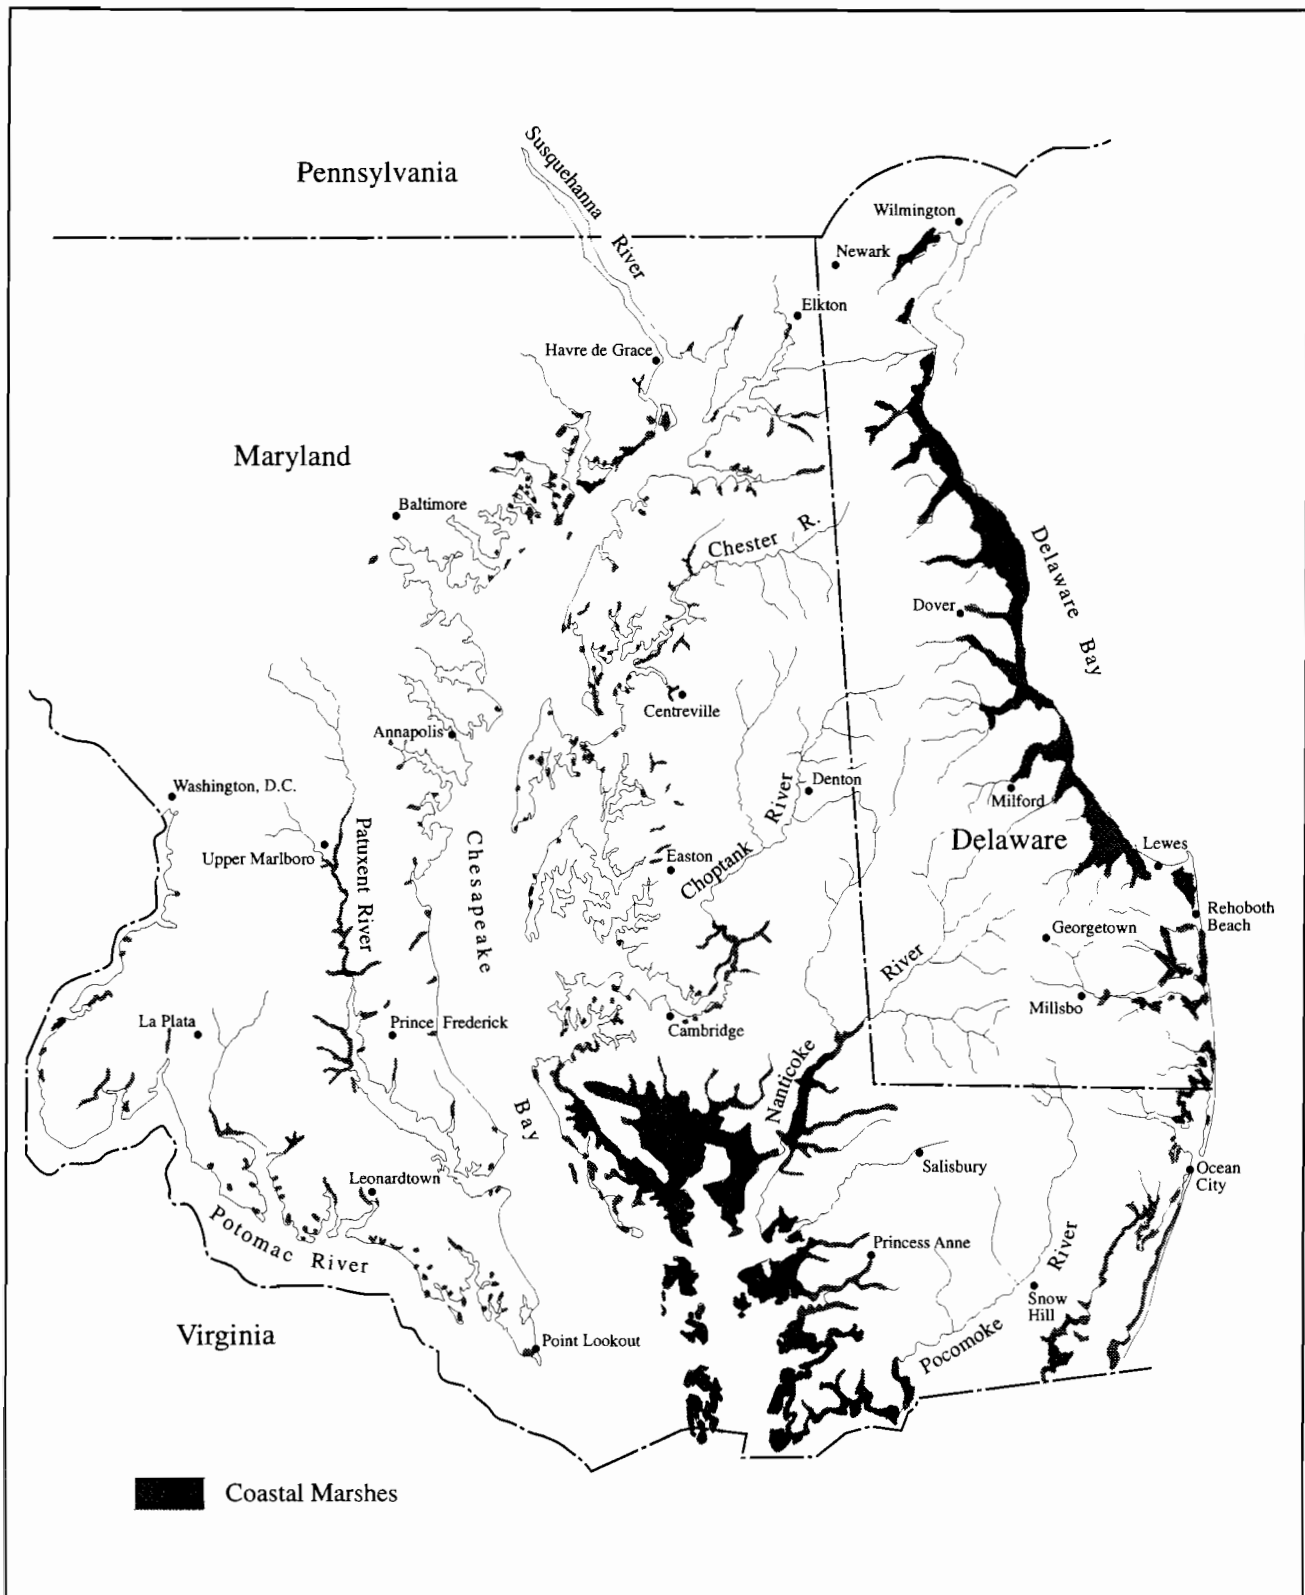 Susquehanna
River
Pennsylvania
Wilmington
Newark
Elkton
Havre de Grace
Maryland
Baltimore
Chester R.
Delaware Bay
Dover
Centreville
Annapolis
Washington, D.C.
Denton
Milford
Delaware
Lewes
Upper Marlboro
Patuxent River
Chesapeake
Bay
Easton
Choptank
River
Rehoboth
Beach
Georgetown
River
Nanticoke
Millsbo
La Plata
Prince Frederick
Cambridge
Salisbury
Ocean
City
Leonardtown
Potomac River
Princess Anne
River
Pocomoke
Snow
Hill
Virginia
Point Lookout
Coastal Marshes